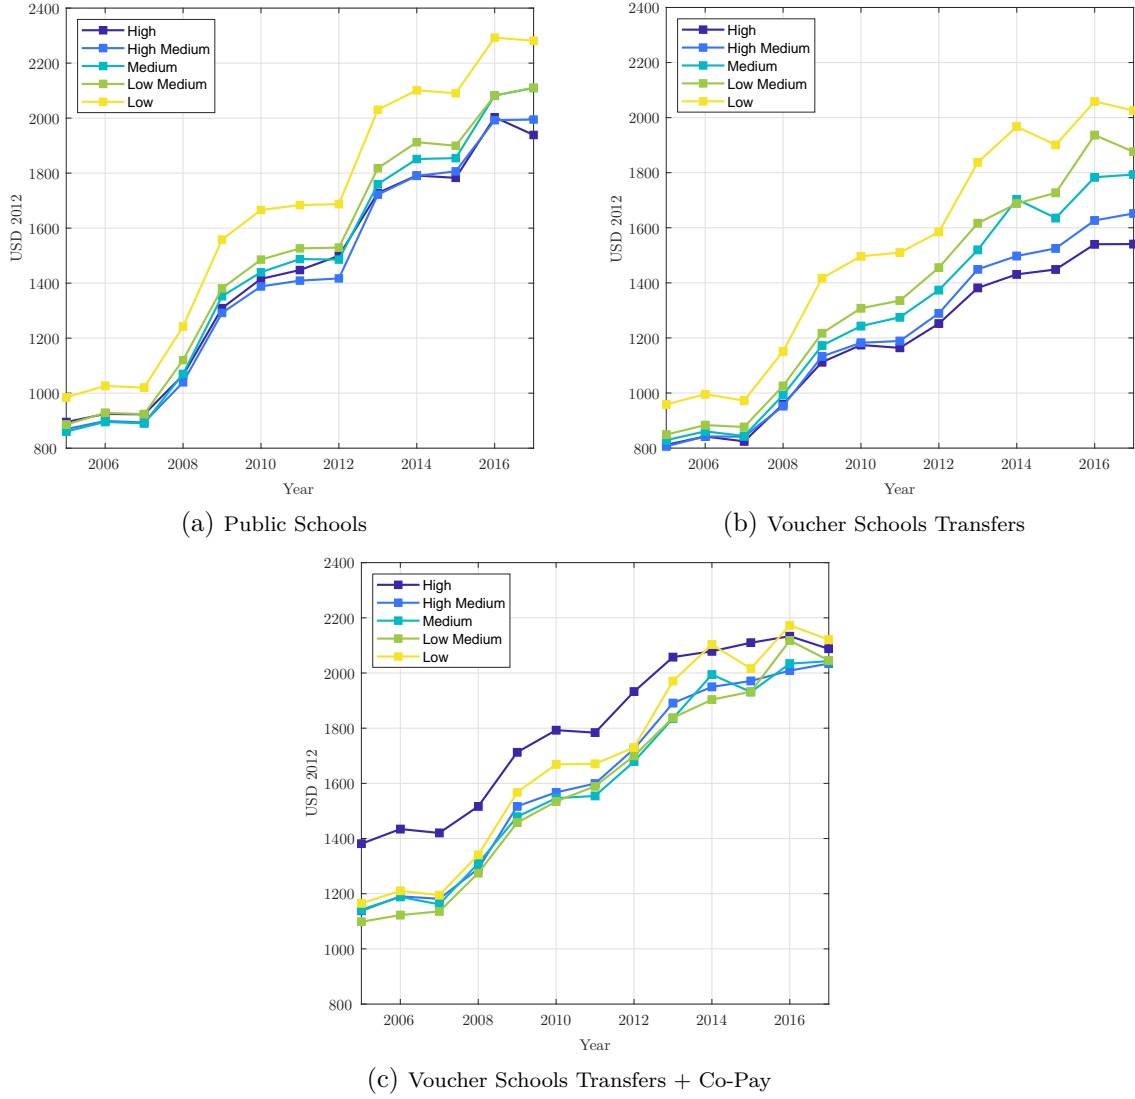 2400
2200
2000
1800
1600
1400
1200
1000
800
USD 2012
High
High Medium
Medium
Low Medium
Low
2006
2008
2010
2012
2014
2016
Year
(a) Public Schools
2400
2200
2000
1800
1600
1400
1200
1000
800
USD 2012
High
High Medium
Medium
Low Medium
Low
2006
2008
2010
2012
2014
2016
Year
(b) Voucher Schools Transfers
2400
2200
2000
1800
1600
1400
1200
1000
800
USD 2012
High
High Medium
Medium
Low Medium
Low
2006
2008
2010
2012
2014
2016
Year
(c) Voucher Schools Transfers + Co-Pay